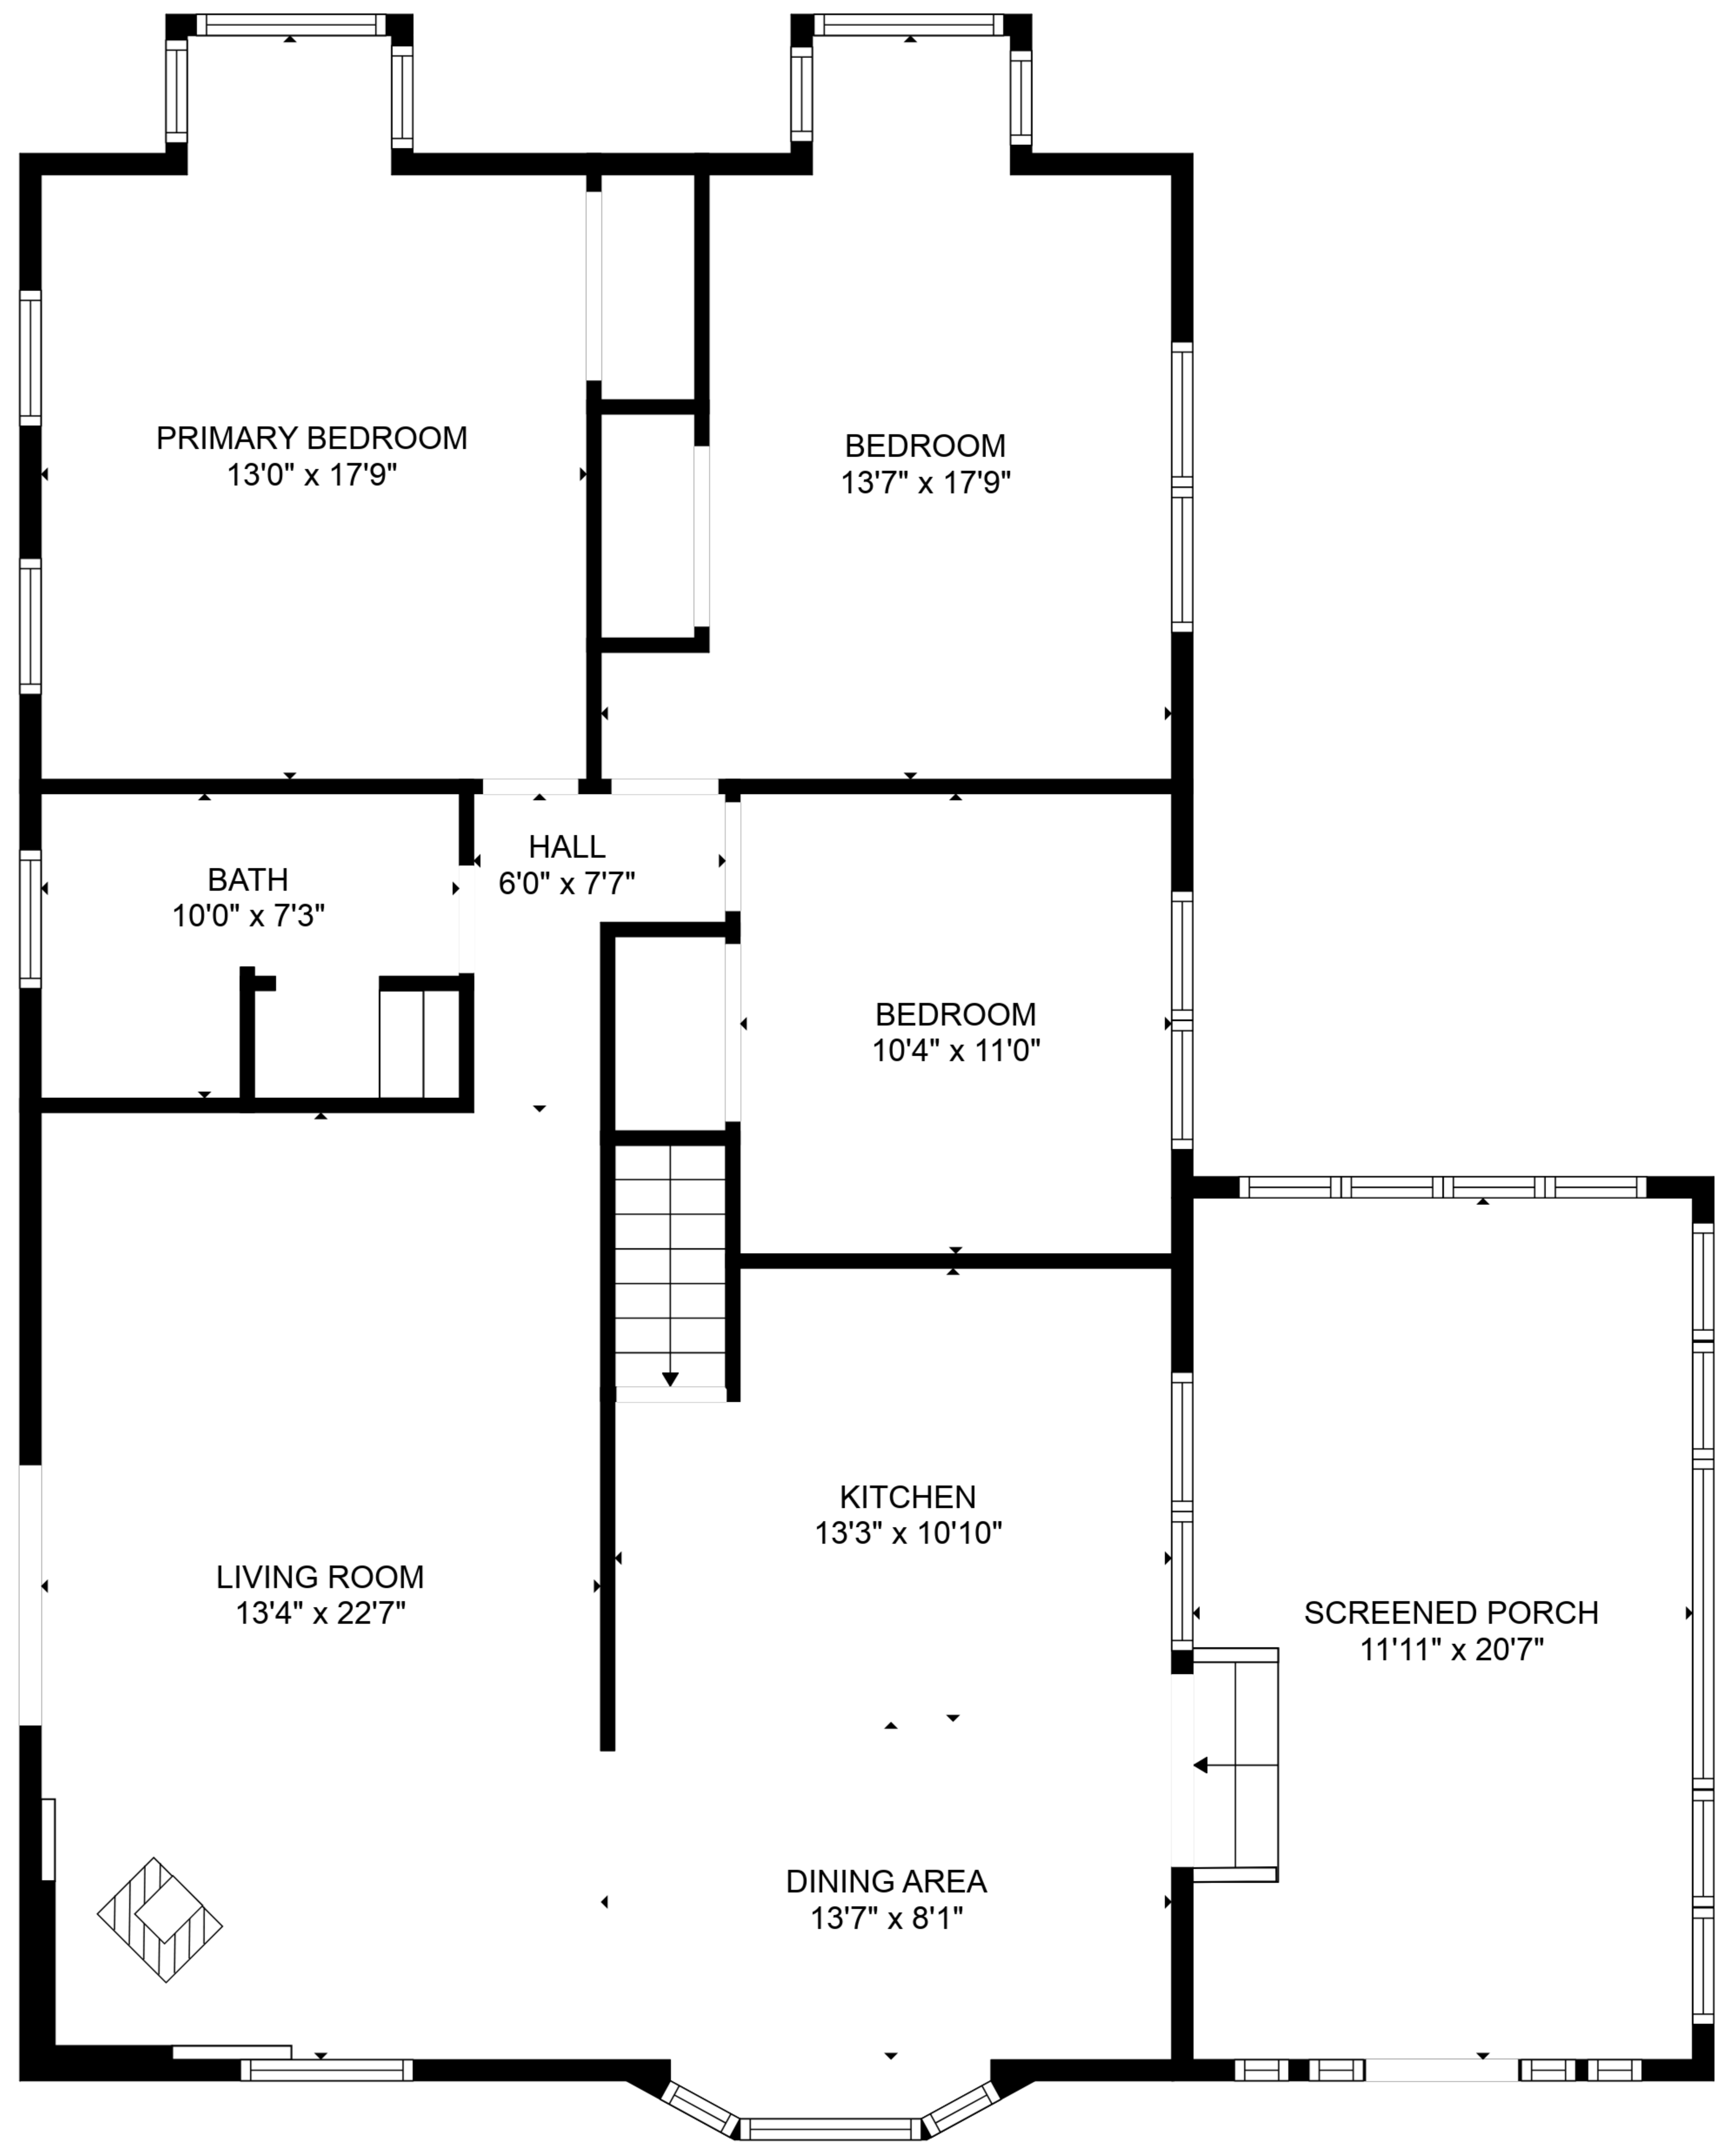 PRIMARY BEDROOM
13'0" x 17'9"
BEDROOM
13'7" x 17'9"
HALL
6'0" x 7'7"
BATH
10'0" x 7'3"
BEDROOM
10'4" x 11'0"
KITCHEN
13'3" x 10'10"
LIVING ROOM
13'4" x 22'7"
SCREENED PORCH
11'11" x 20'7"
DINING AREA
13'7" x 8'1"